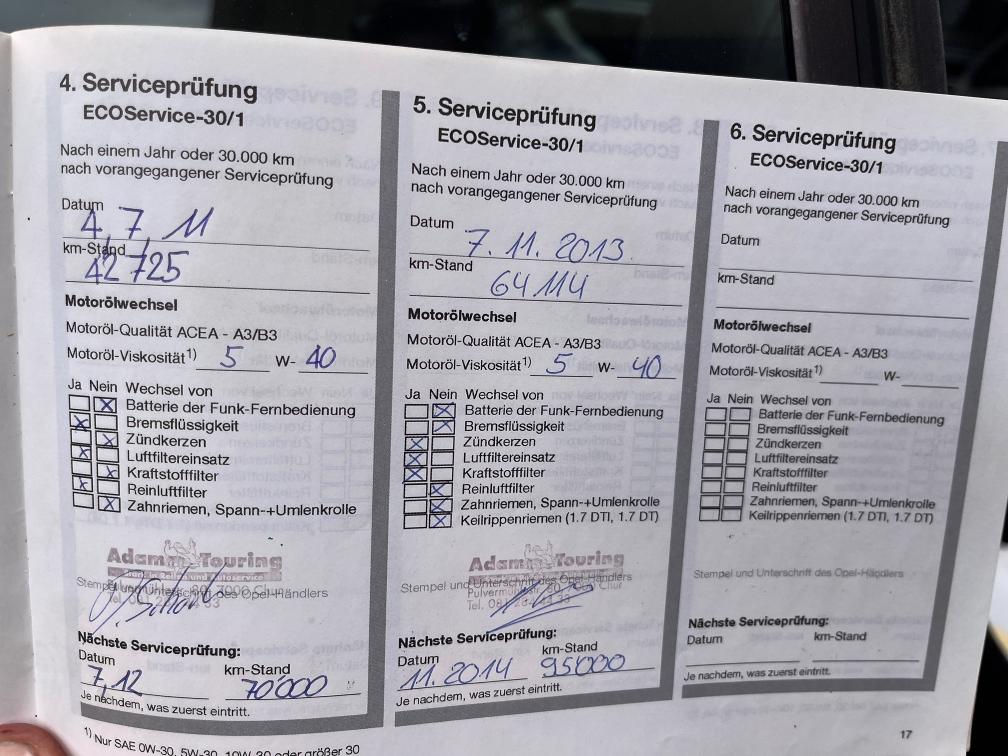 4. Serviceprüfung
ECOService-30/1
Nach einem Jahr oder 30.000 km
nach vorangegangener Serviceprüfung
Datum
4,7,11
km-Stand
42725
Motorölwechsel
Motoröl-Qualität ACEA - A3/B3
Motoröl-Viskosität1) 5 W- 40
Ja Nein Wechsel von
Batterie der Funk-Fernbedienung
Bremsflüssigkeit
Zündkerzen
Luftfiltereinsatz
Kraftstoffilter
Reinluftfilter
Zahnriemen, Spann-+Umlenkrolle
Adam Touring
Stempel und Unterschrift des Opel-Händlers
Nächste Serviceprüfung:
Datum km-Stand
7,12 70'000
Je nachdem, was zuerst eintritt.
1) Nur SAE 0W-30, 5W-30, 10W-30 oder größer 30
5. Serviceprüfung
ECOService-30/1
Nach einem Jahr oder 30.000 km
nach vorangegangener Serviceprüfung
Datum
7.11.2013
km-Stand
64114
Motorölwechsel
Motoröl-Qualität ACEA - A3/B3
Motoröl-Viskosität1) 5 W- 40
Ja Nein Wechsel von
Batterie der Funk-Fernbedienung
Bremsflüssigkeit
Zündkerzen
Luftfiltereinsatz
Kraftstofffilter
Reinluftfilter
Zahnriemen, Spann-+Umlenkrolle
Keilrippenriemen (1.7 DTI, 1.7 DT)
Adam Touring
Stempel und Unterschrift des Opel-Händlers
Nächste Serviceprüfung:
Datum km-Stand
11.2014 95'000
Je nachdem, was zuerst eintritt.
6. Serviceprüfung
ECOService-30/1
Nach einem Jahr oder 30.000 km
nach vorangegangener Serviceprüfung
Datum
km-Stand
Motorölwechsel
Motoröl-Qualität ACEA - A3/B3
Motoröl-Viskosität1) W-
Ja Nein Wechsel von
Batterie der Funk-Fernbedienung
Bremsflüssigkeit
Zündkerzen
Luftfiltereinsatz
Kraftstoffilter
Reinluftfilter
Zahnriemen, Spann-+Umlenkrolle
Keilrippenriemen (1.7 DTI, 1.7 DT)
Stempel und Unterschrift des Opel-Händlers
Nächste Serviceprüfung:
Datum km-Stand
Je nachdem, was zuerst eintritt.
17